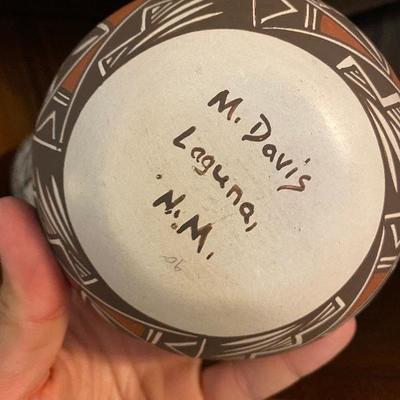 M. Davis
Laguna,
N.M.